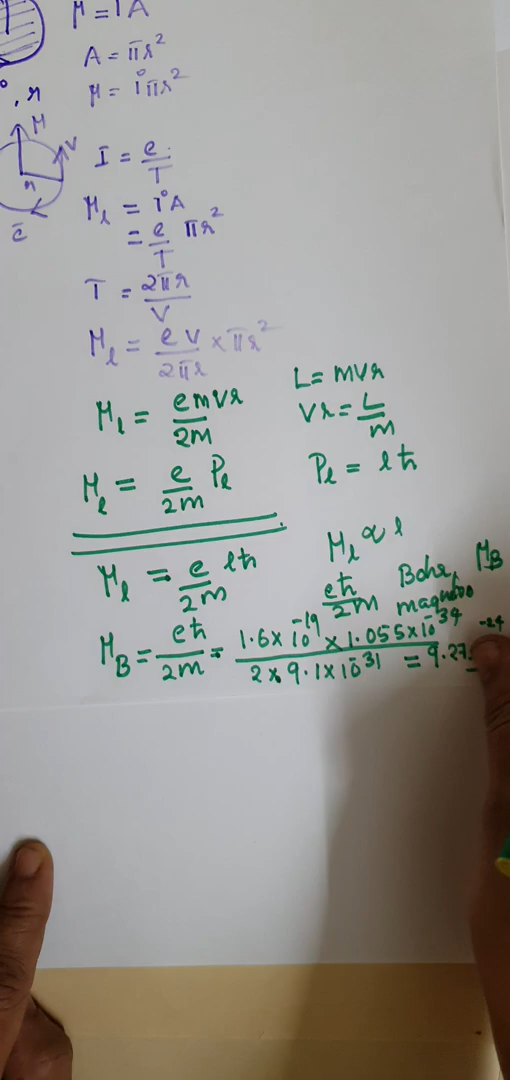 μ = IA
A = πr²
μ = iπr²
, r
μ
v
r
ē
I = e/T
μₗ = iA
= e/T πr²
T = 2πr/v
μₗ = ev/2πr × πr²
L = mvr
μₗ = emvr/2m
vr = L/m
μₗ = e/2m Pₗ
Pₗ = lħ
μₗ ∝ l
μₗ = e/2m lħ
eħ/2m Bohr magneton μB
μB = eħ/2m = 1.6×10⁻¹⁹ × 1.055×10⁻³⁴ / 2×9.1×10⁻³¹ = 9.27 ⁻²⁴